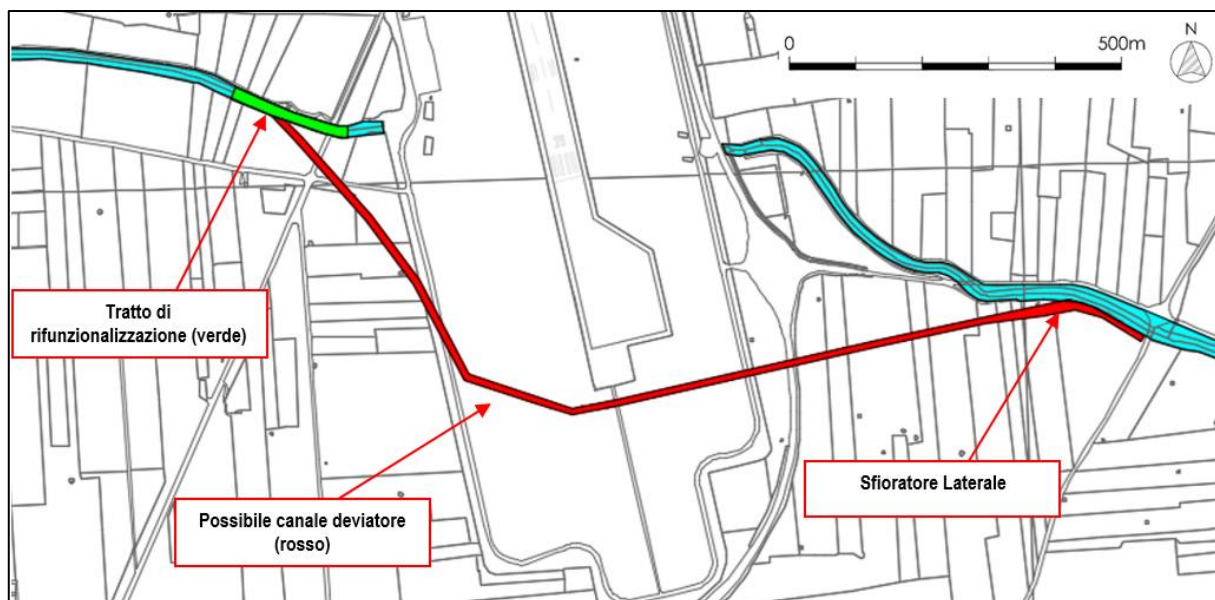 0
500m
N
Tratto di
rifunzionalizzazione (verde)
Possibile canale deviatore
(rosso)
Sfioratore Laterale